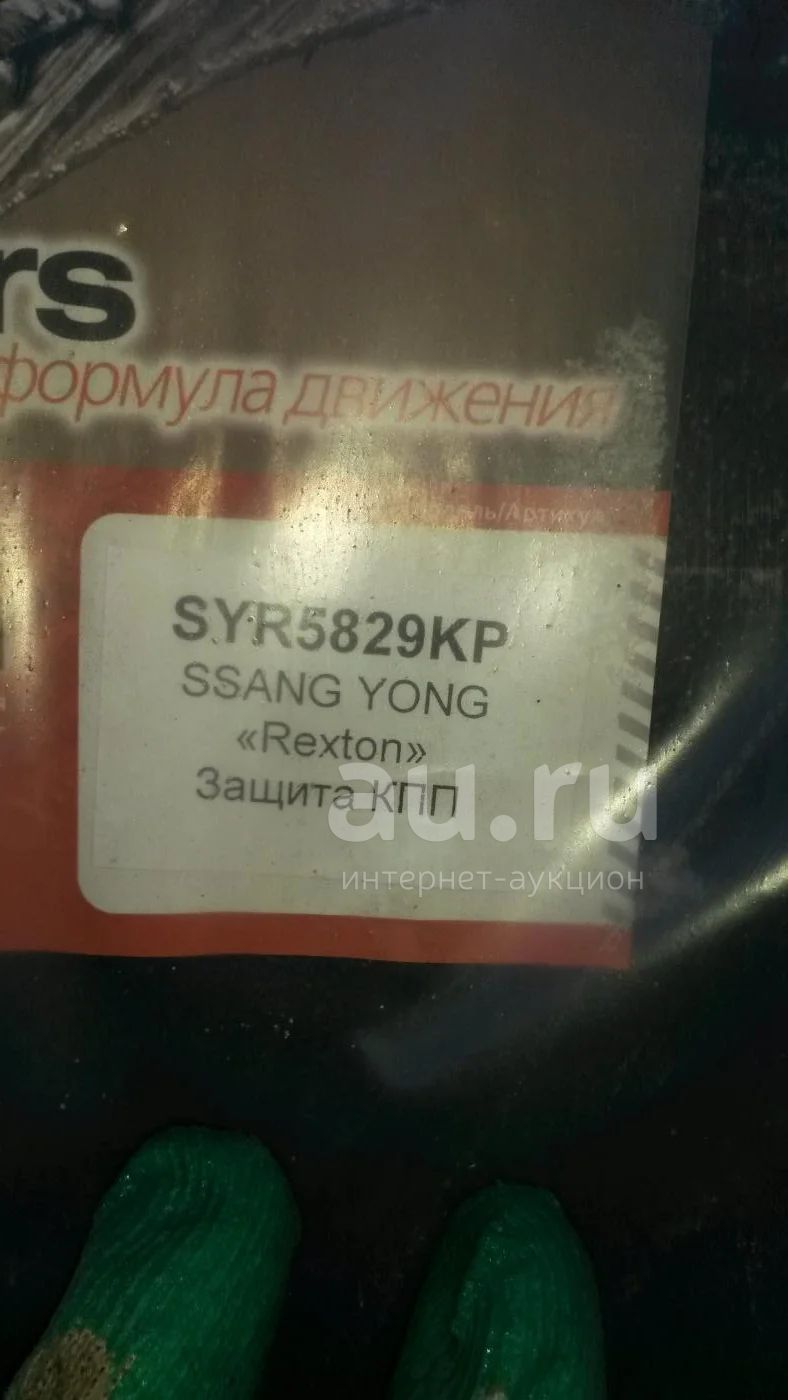 rs
формула движения
SYR5829KP
SSANG YONG
«Rexton»
Защита КПП
au.ru
интернет-аукцион